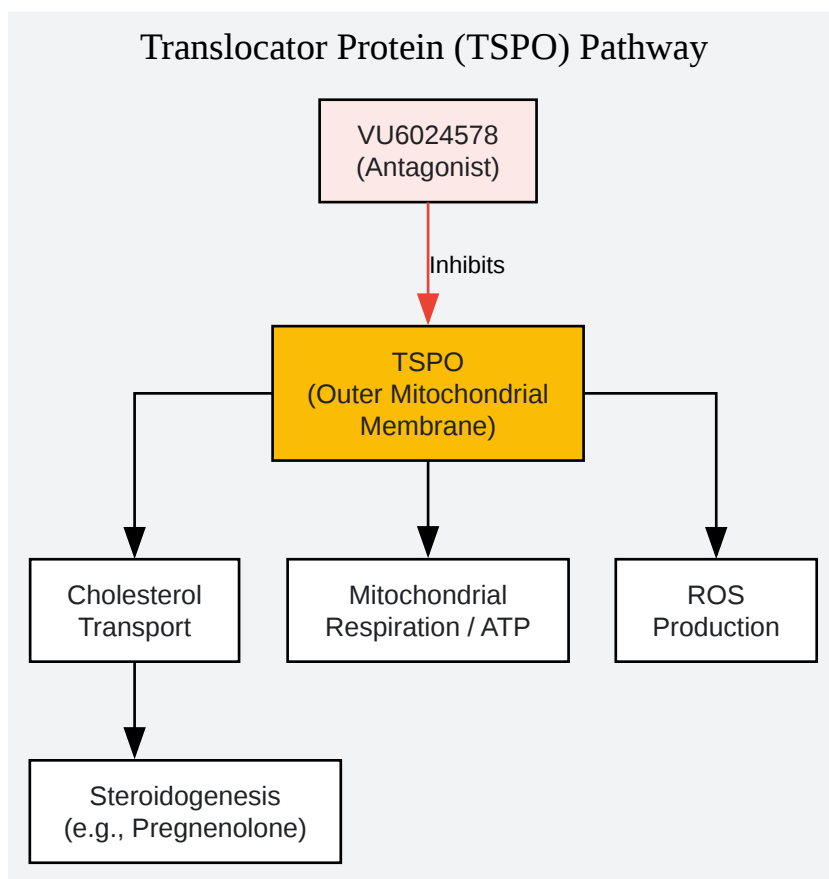 Translocator Protein (TSPO) Pathway
VU6024578
(Antagonist)
Inhibits
TSPO
(Outer Mitochondrial
Membrane)
Cholesterol
Transport
Mitochondrial
Respiration / ATP
ROS
Production
Steroidogenesis
(e.g., Pregnenolone)